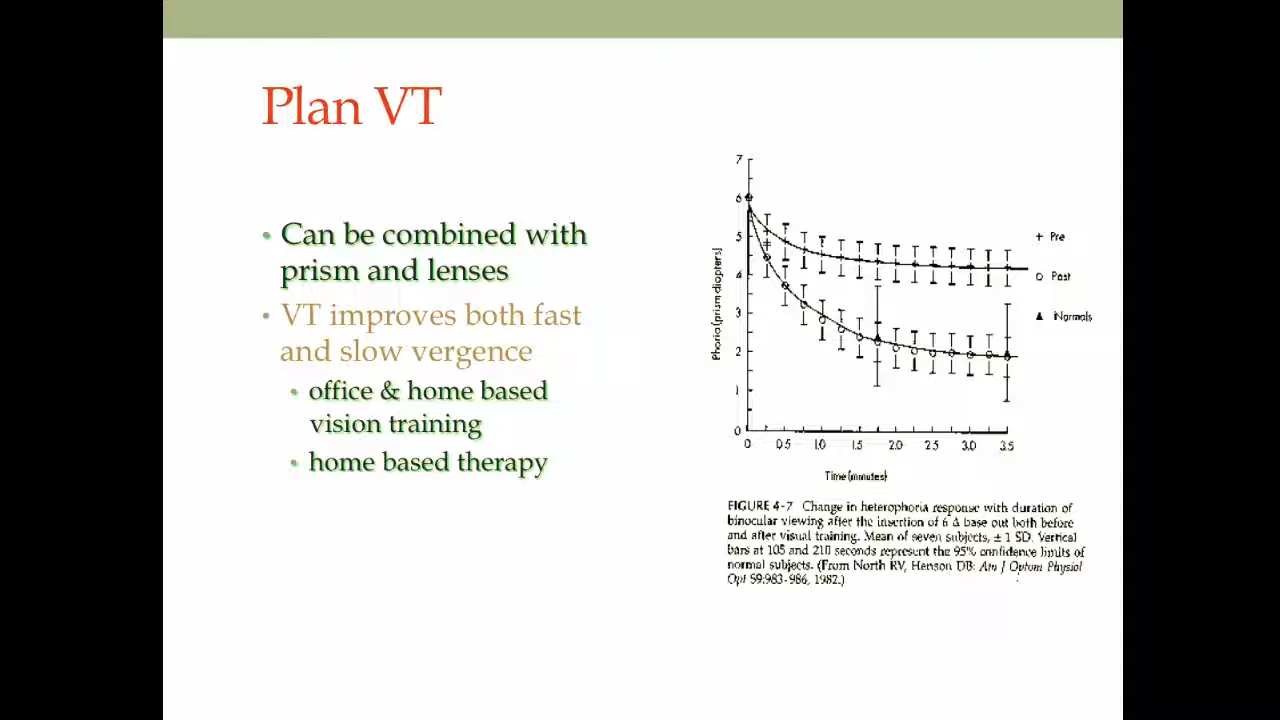 Plan VT
• Can be combined with
prism and lenses
• VT improves both fast
and slow vergence
• office & home based
vision training
• home based therapy
7
6
5
4
3
2
1
0
Phoria (prism diopters)
0 0.5 1.0 1.5 2.0 2.5 3.0 3.5
Time (minutes)
+ Pre
o Post
▲ Normals
FIGURE 4-7 Change in heterophoria response with duration of
binocular viewing after the insertion of 6 Δ base out both before
and after visual training. Mean of seven subjects, ± 1 SD. Vertical
bars at 105 and 210 seconds represent the 95% confidence limits of
normal subjects. (From North RV, Henson DB: Am J Optom Physiol
Opt 59:983-986, 1982.)